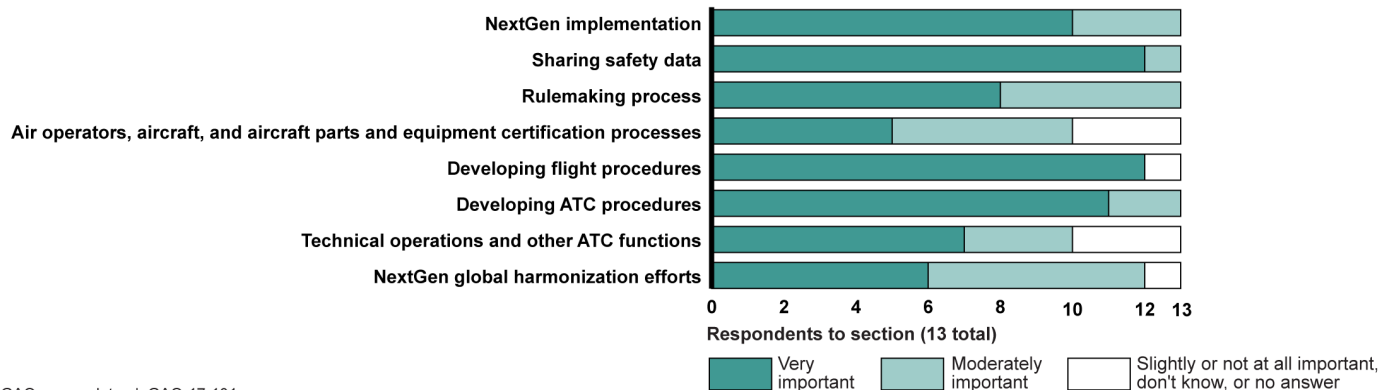 NextGen implementation
Sharing safety data
Rulemaking process
Air operators, aircraft, and aircraft parts and equipment certification processes
Developing flight procedures
Developing ATC procedures
Technical operations and other ATC functions
NextGen global harmonization efforts
0 2 4 6 8 10 12 13
Respondents to section (13 total)
Very important
Moderately important
Slightly or not at all important,
don't know, or no answer